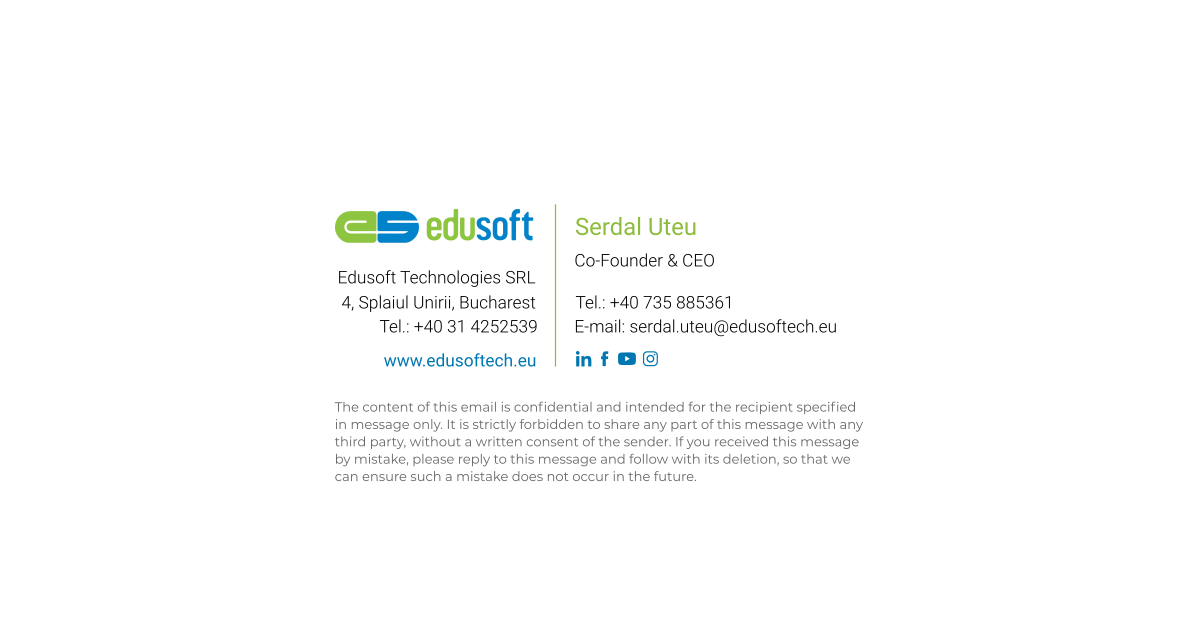 edusoft
Edusoft Technologies SRL
4, Splaiul Unirii, Bucharest
Tel.: +40 31 4252539
www.edusoftech.eu
Serdal Uteu
Co-Founder & CEO
Tel.: +40 735 885361
E-mail: serdal.uteu@edusoftech.eu
The content of this email is confidential and intended for the recipient specified
in message only. It is strictly forbidden to share any part of this message with any
third party, without a written consent of the sender. If you received this message
by mistake, please reply to this message and follow with its deletion, so that we
can ensure such a mistake does not occur in the future.